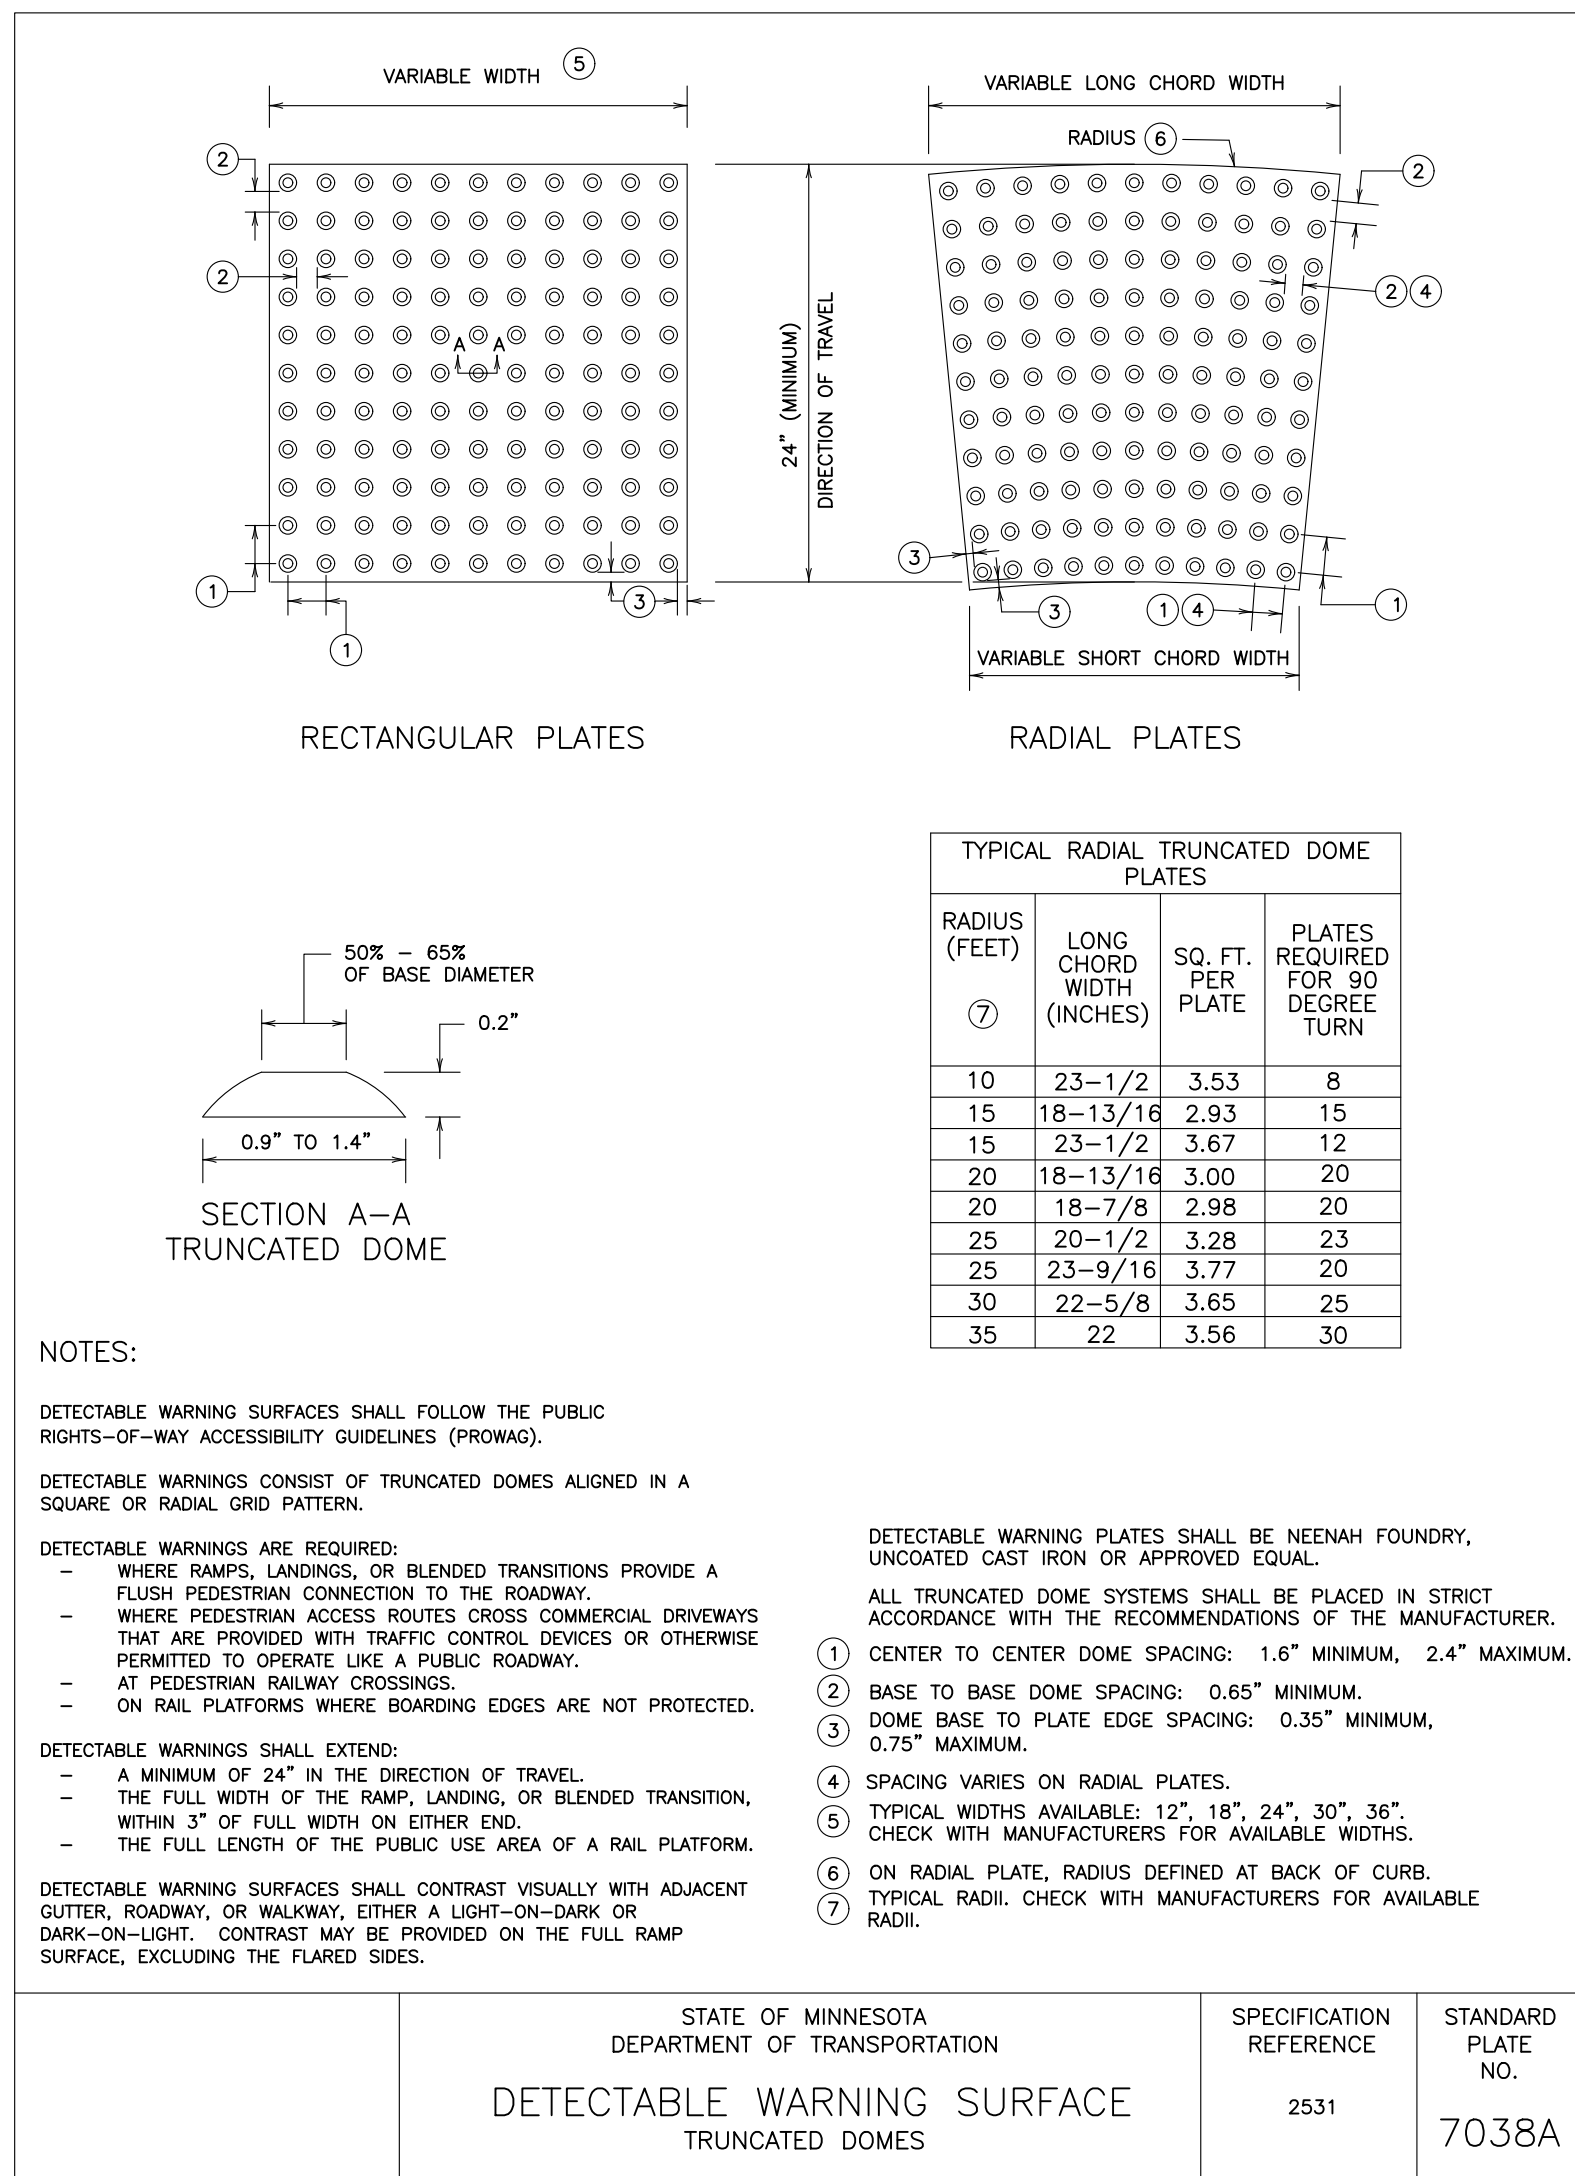 VARIABLE WIDTH 5
VARIABLE LONG CHORD WIDTH
RADIUS 6
2
2
2
2 4
A A
24" (MINIMUM)
DIRECTION OF TRAVEL
1
3
1
3
3
1 4
1
VARIABLE SHORT CHORD WIDTH
RECTANGULAR PLATES
RADIAL PLATES
TYPICAL RADIAL TRUNCATED DOME
PLATES
RADIUS
(FEET)
7
LONG
CHORD
WIDTH
(INCHES)
SQ. FT.
PER
PLATE
PLATES
REQUIRED
FOR 90
DEGREE
TURN
10 23-1/2 3.53 8
15 18-13/16 2.93 15
15 23-1/2 3.67 12
20 18-13/16 3.00 20
20 18-7/8 2.98 20
25 20-1/2 3.28 23
25 23-9/16 3.77 20
30 22-5/8 3.65 25
35 22 3.56 30
50% - 65%
OF BASE DIAMETER
0.2"
0.9" TO 1.4"
SECTION A-A
TRUNCATED DOME
NOTES:
DETECTABLE WARNING SURFACES SHALL FOLLOW THE PUBLIC
RIGHTS-OF-WAY ACCESSIBILITY GUIDELINES (PROWAG).
DETECTABLE WARNINGS CONSIST OF TRUNCATED DOMES ALIGNED IN A
SQUARE OR RADIAL GRID PATTERN.
DETECTABLE WARNINGS ARE REQUIRED:
- WHERE RAMPS, LANDINGS, OR BLENDED TRANSITIONS PROVIDE A
FLUSH PEDESTRIAN CONNECTION TO THE ROADWAY.
- WHERE PEDESTRIAN ACCESS ROUTES CROSS COMMERCIAL DRIVEWAYS
THAT ARE PROVIDED WITH TRAFFIC CONTROL DEVICES OR OTHERWISE
PERMITTED TO OPERATE LIKE A PUBLIC ROADWAY.
- AT PEDESTRIAN RAILWAY CROSSINGS.
- ON RAIL PLATFORMS WHERE BOARDING EDGES ARE NOT PROTECTED.
DETECTABLE WARNINGS SHALL EXTEND:
- A MINIMUM OF 24" IN THE DIRECTION OF TRAVEL.
- THE FULL WIDTH OF THE RAMP, LANDING, OR BLENDED TRANSITION,
WITHIN 3" OF FULL WIDTH ON EITHER END.
- THE FULL LENGTH OF THE PUBLIC USE AREA OF A RAIL PLATFORM.
DETECTABLE WARNING SURFACES SHALL CONTRAST VISUALLY WITH ADJACENT
GUTTER, ROADWAY, OR WALKWAY, EITHER A LIGHT-ON-DARK OR
DARK-ON-LIGHT. CONTRAST MAY BE PROVIDED ON THE FULL RAMP
SURFACE, EXCLUDING THE FLARED SIDES.
DETECTABLE WARNING PLATES SHALL BE NEENAH FOUNDRY,
UNCOATED CAST IRON OR APPROVED EQUAL.
ALL TRUNCATED DOME SYSTEMS SHALL BE PLACED IN STRICT
ACCORDANCE WITH THE RECOMMENDATIONS OF THE MANUFACTURER.
1 CENTER TO CENTER DOME SPACING: 1.6" MINIMUM, 2.4" MAXIMUM.
2 BASE TO BASE DOME SPACING: 0.65" MINIMUM.
3 DOME BASE TO PLATE EDGE SPACING: 0.35" MINIMUM,
0.75" MAXIMUM.
4 SPACING VARIES ON RADIAL PLATES.
5 TYPICAL WIDTHS AVAILABLE: 12", 18", 24", 30", 36".
CHECK WITH MANUFACTURERS FOR AVAILABLE WIDTHS.
6 ON RADIAL PLATE, RADIUS DEFINED AT BACK OF CURB.
7 TYPICAL RADII. CHECK WITH MANUFACTURERS FOR AVAILABLE
RADII.
STATE OF MINNESOTA
DEPARTMENT OF TRANSPORTATION
DETECTABLE WARNING SURFACE
TRUNCATED DOMES
SPECIFICATION
REFERENCE
2531
STANDARD
PLATE
NO.
7038A